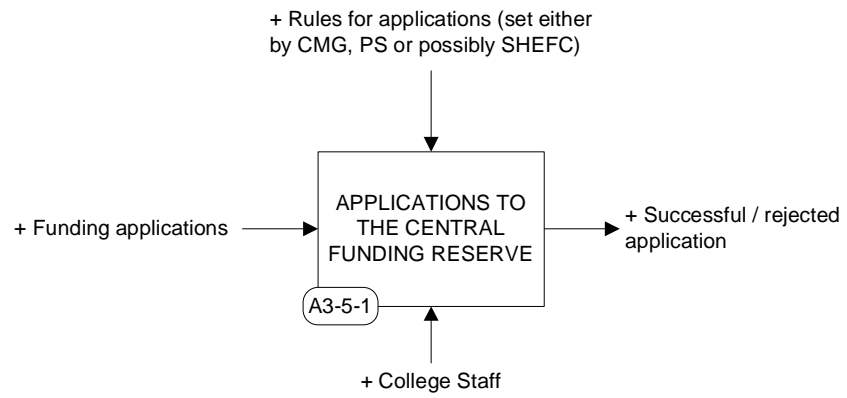 + Rules for applications (set either
by CMG, PS or possibly SHEFC)
APPLICATIONS TO
THE CENTRAL
FUNDING RESERVE
+ Funding applications
+ Successful / rejected
application
A3-5-1
+ College Staff